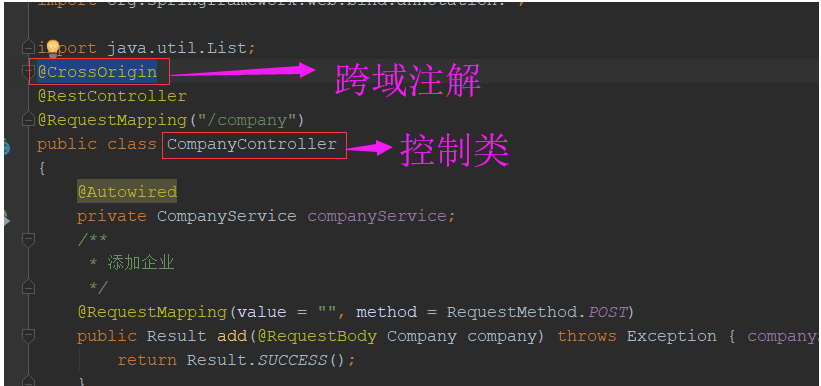 import org.springframework.web.bind.annotation.*;
import java.util.List;
@CrossOrigin 跨域注解
@RestController
@RequestMapping("/company")
public class CompanyController 控制类
{
@Autowired
private CompanyService companyService;
/**
* 添加企业
*/
@RequestMapping(value = "", method = RequestMethod.POST)
public Result add(@RequestBody Company company) throws Exception { companyS
return Result.SUCCESS();
}